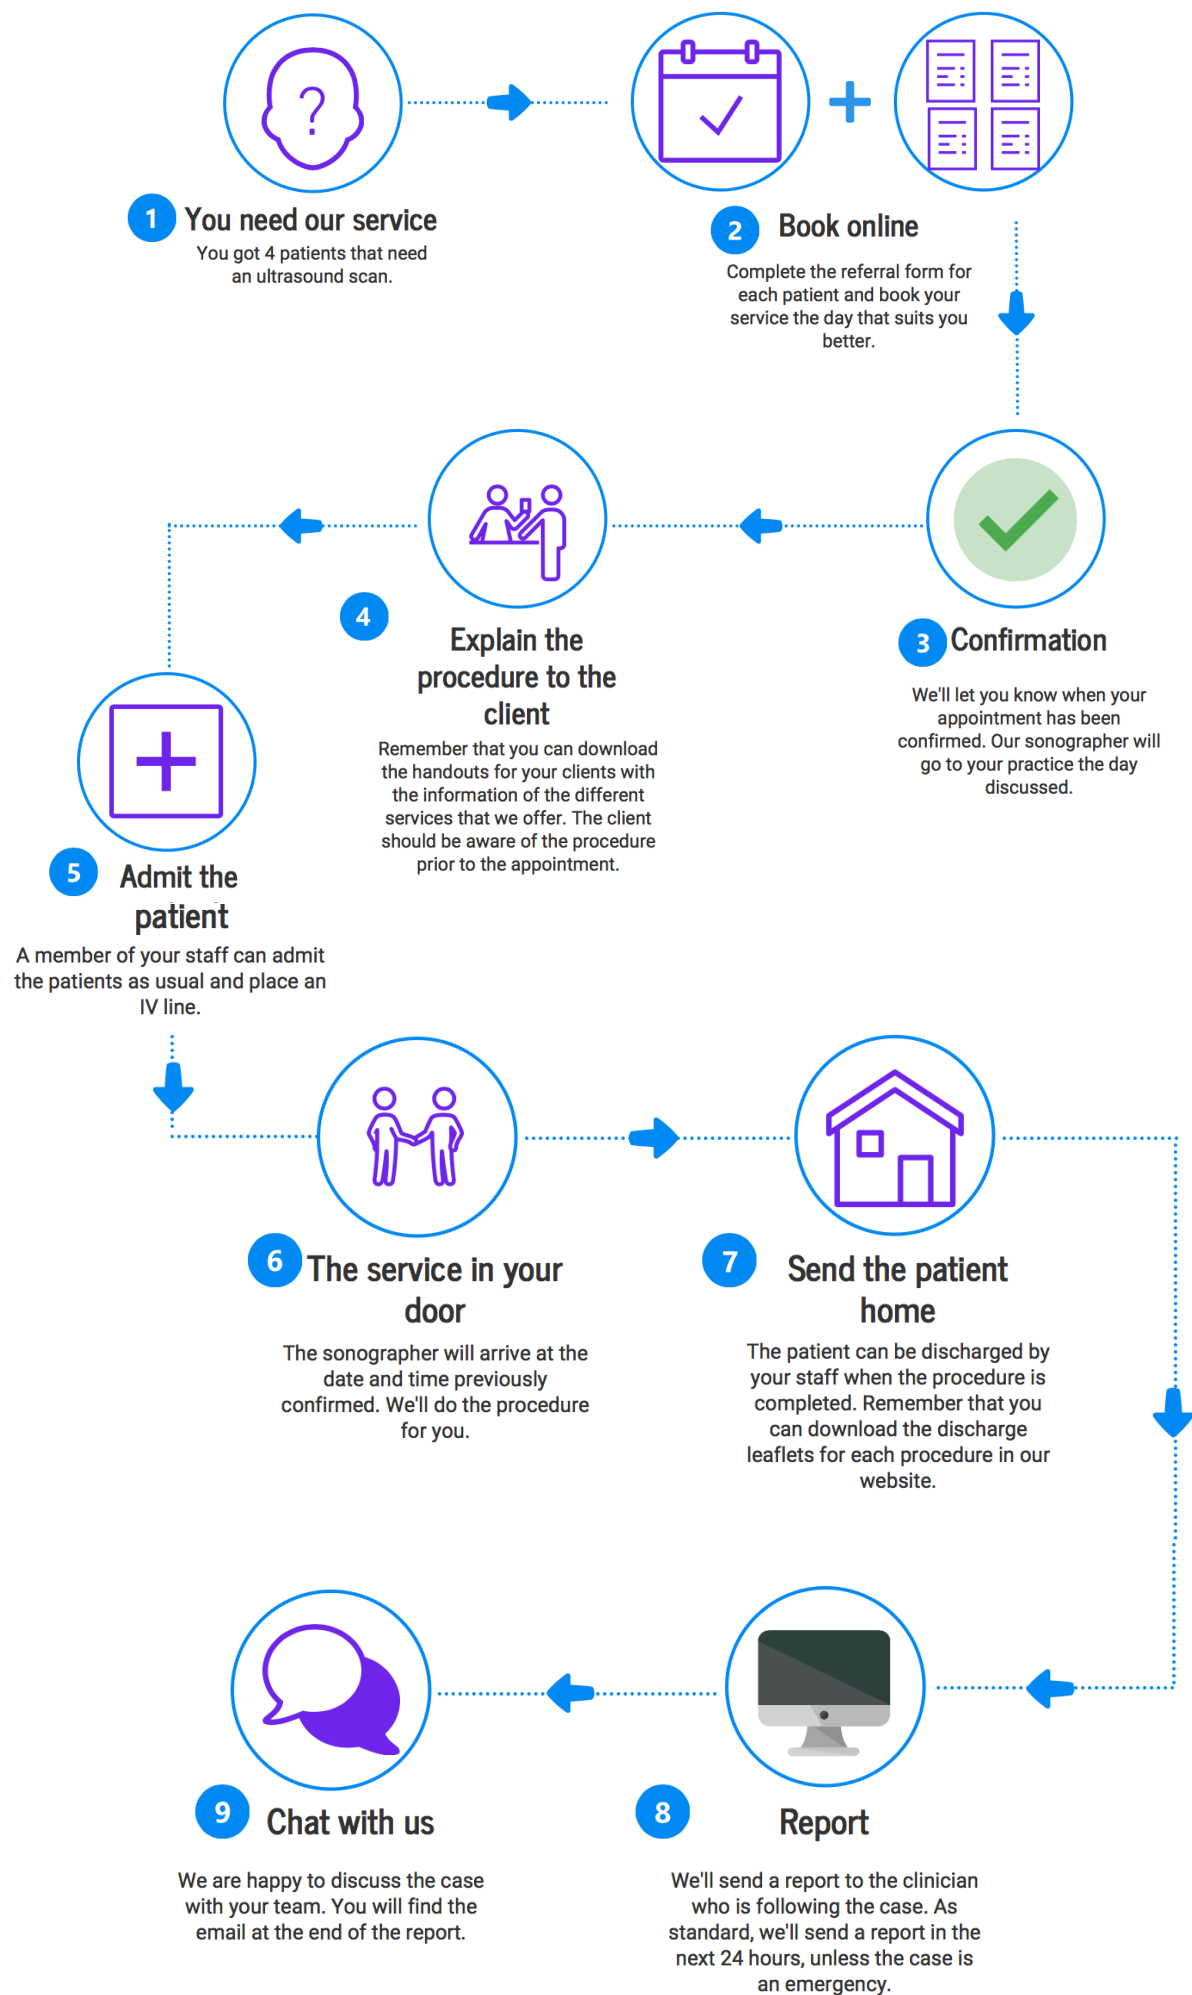 ?
1 You need our service
You got 4 patients that need
an ultrasound scan.
2 Book online
Complete the referral form for
each patient and book your
service the day that suits you
better.
3 Confirmation
We'll let you know when your
appointment has been
confirmed. Our sonographer will
go to your practice the day
discussed.
4
Explain the
procedure to the
client
Remember that you can download
the handouts for your clients with
the information of the different
services that we offer. The client
should be aware of the procedure
prior to the appointment.
5 Admit the
patient
A member of your staff can admit
the patients as usual and place an
IV line.
6 The service in your
door
The sonographer will arrive at the
date and time previously
confirmed. We'll do the procedure
for you.
7 Send the patient
home
The patient can be discharged by
your staff when the procedure is
completed. Remember that you
can download the discharge
leaflets for each procedure in our
website.
8 Report
We'll send a report to the clinician
who is following the case. As
standard, we'll send a report in the
next 24 hours, unless the case is
an emergency.
9 Chat with us
We are happy to discuss the case
with your team. You will find the
email at the end of the report.